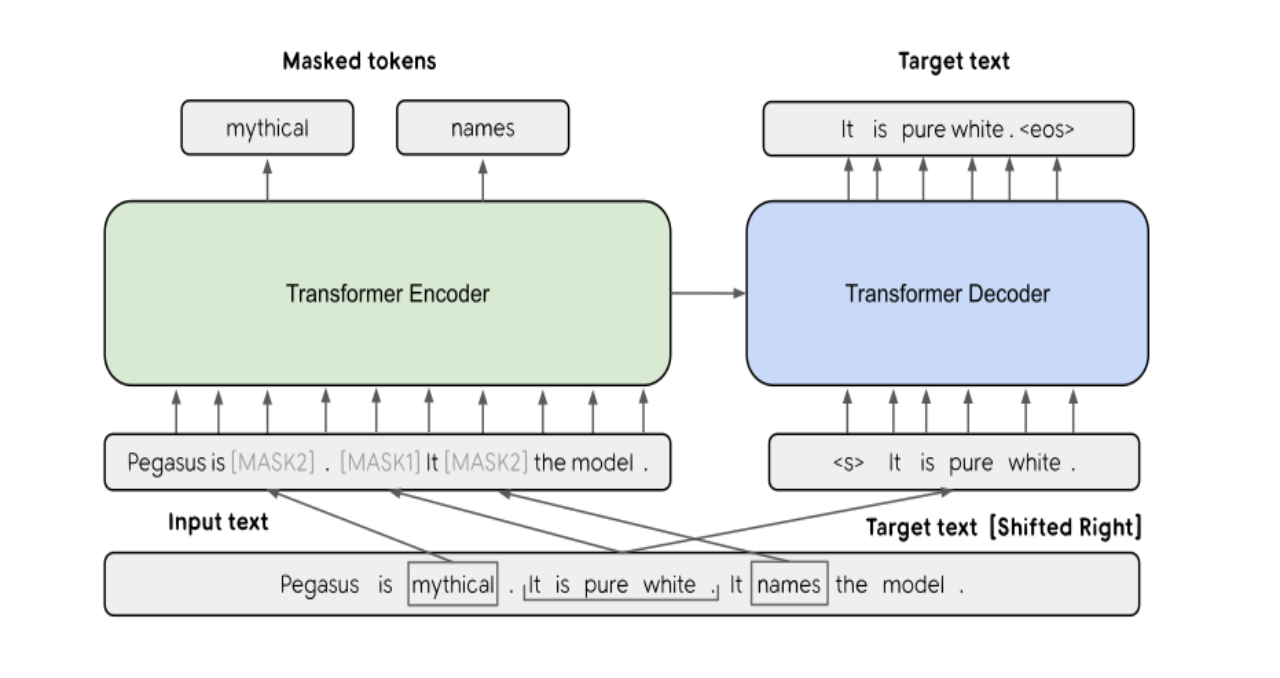 Masked tokens
Target text
mythical
names
It is pure white . <eos>
Transformer Encoder
Transformer Decoder
Pegasus is [MASK2] . [MASK1] It [MASK2] the model .
<s> It is pure white .
Input text
Target text [Shifted Right]
Pegasus is mythical . It is pure white . It names the model .